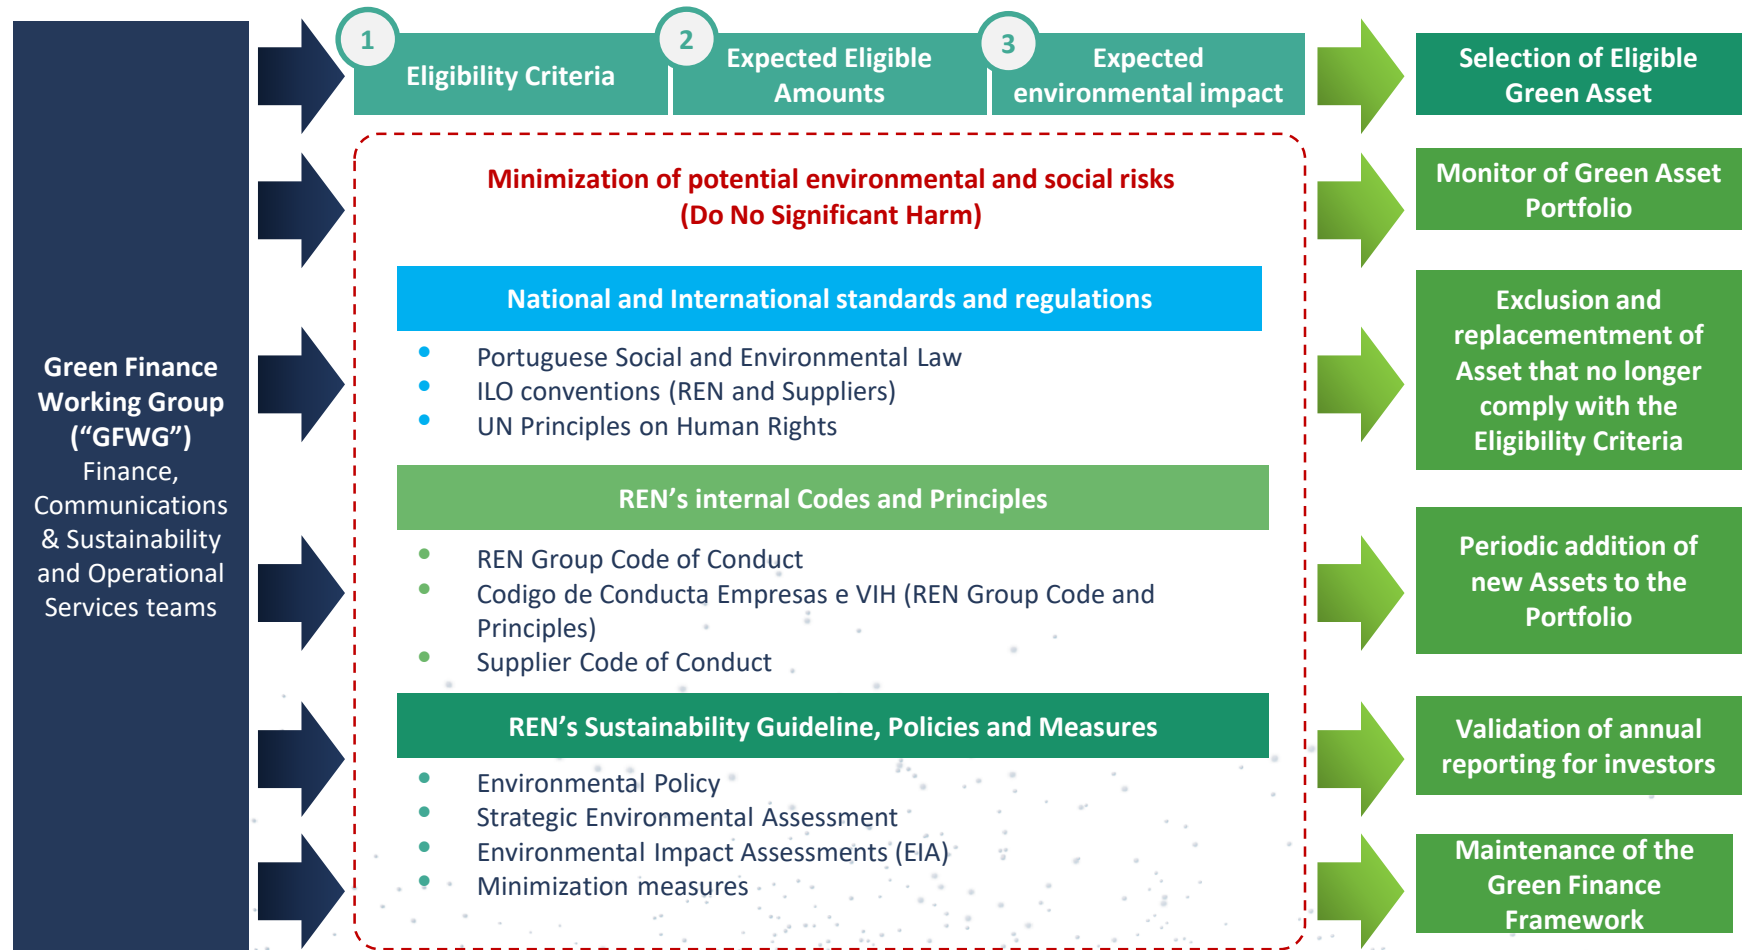 Green Finance
Working Group
(“GFWG”)
Finance,
Communications
& Sustainability
and Operational
Services teams
1
Eligibility Criteria
2
Expected Eligible
Amounts
3
Expected
environmental impact
Minimization of potential environmental and social risks
(Do No Significant Harm)
National and International standards and regulations
• Portuguese Social and Environmental Law
• ILO conventions (REN and Suppliers)
• UN Principles on Human Rights
REN’s internal Codes and Principles
• REN Group Code of Conduct
• Codigo de Conducta Empresas e VIH (REN Group Code and
Principles)
• Supplier Code of Conduct
REN’s Sustainability Guideline, Policies and Measures
• Environmental Policy
• Strategic Environmental Assessment
• Environmental Impact Assessments (EIA)
• Minimization measures
Selection of Eligible
Green Asset
Monitor of Green Asset
Portfolio
Exclusion and
replacementment of
Asset that no longer
comply with the
Eligibility Criteria
Periodic addition of
new Assets to the
Portfolio
Validation of annual
reporting for investors
Maintenance of the
Green Finance
Framework